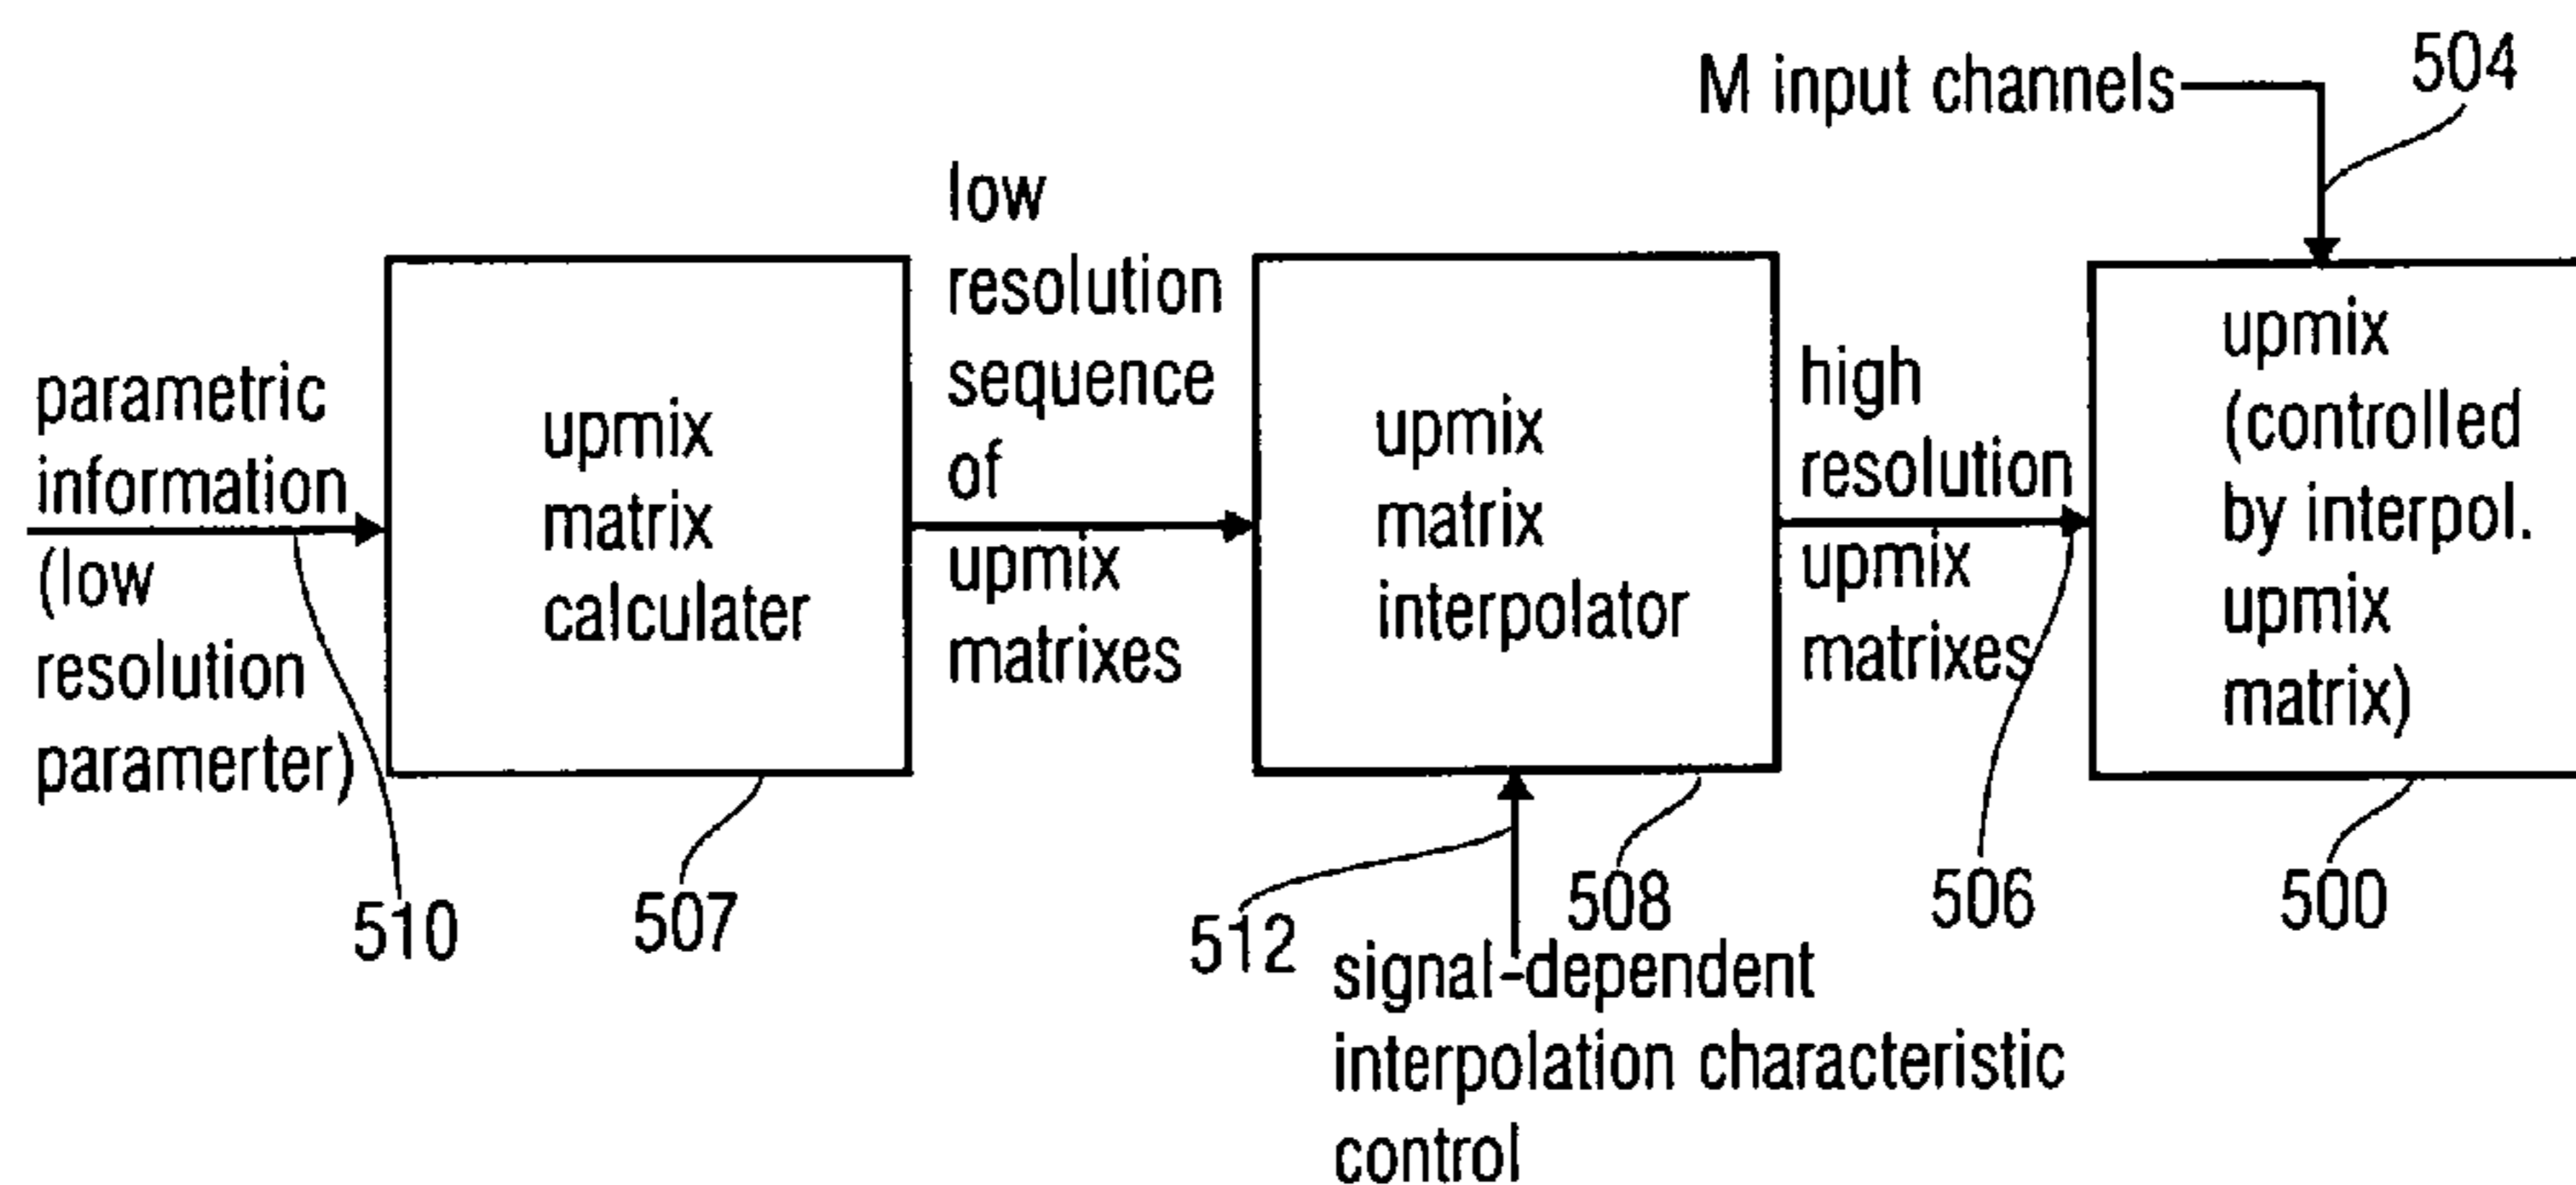 M input channels
504
parametric
information
(low
resolution
paramerter)
510
upmix
matrix
calculater
507
low
resolution
sequence
of
upmix
matrixes
upmix
matrix
interpolator
508
512
signal-dependent
interpolation characteristic
control
high
resolution
upmix
matrixes
506
upmix
(controlled
by interpol.
upmix
matrix)
500